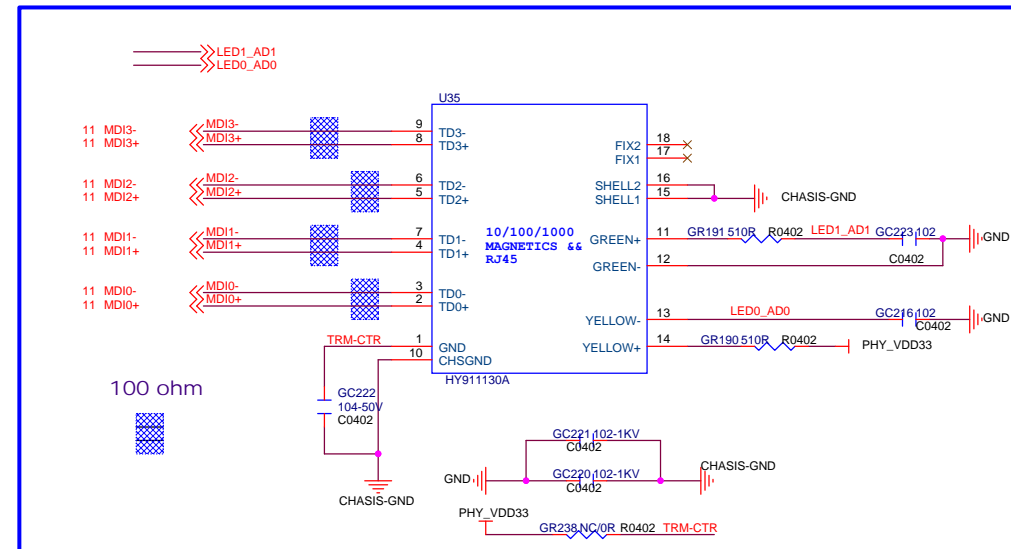 LED1_AD1
LED0_AD0
U35
11 MDI3- MDI3- 9 TD3-
11 MDI3+ MDI3+ 8 TD3+
FIX2 18
FIX1 17
11 MDI2- MDI2- 6 TD2-
11 MDI2+ MDI2+ 5 TD2+
SHELL2 16
SHELL1 15
CHASIS-GND
11 MDI1- MDI1- 7 TD1-
11 MDI1+ MDI1+ 4 TD1+
10/100/1000
MAGNETICS &&
RJ45
GREEN+ 11 GR191 510R R0402 LED1_AD1 GC223 102 GND
C0402
GREEN- 12
11 MDI0- MDI0- 3 TD0-
11 MDI0+ MDI0+ 2 TD0+
YELLOW- 13 LED0_AD0 GC216 102 GND
C0402
YELLOW+ 14 GR190 510R R0402 PHY_VDD33
TRM-CTR 1 GND
10 CHSGND
HY911130A
100 ohm
GC222
104-50V
C0402
CHASIS-GND
GC221 102-1KV
C0402
GND GC220 102-1KV CHASIS-GND
C0402
PHY_VDD33
GR238 NC/0R R0402 TRM-CTR